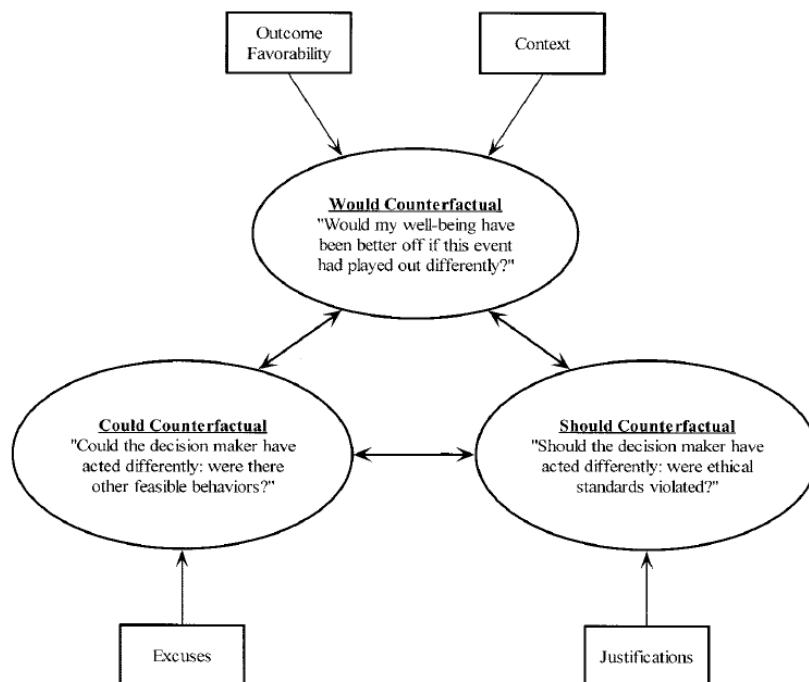 Outcome
Favorability
Context
Would Counterfactual
"Would my well-being have
been better off if this event
had played out differently?"
Could Counterfactual
"Could the decision maker have
acted differently: were there
other feasible behaviors?"
Should Counterfactual
"Should the decision maker have
acted differently: were ethical
standards violated?"
Excuses
Justifications